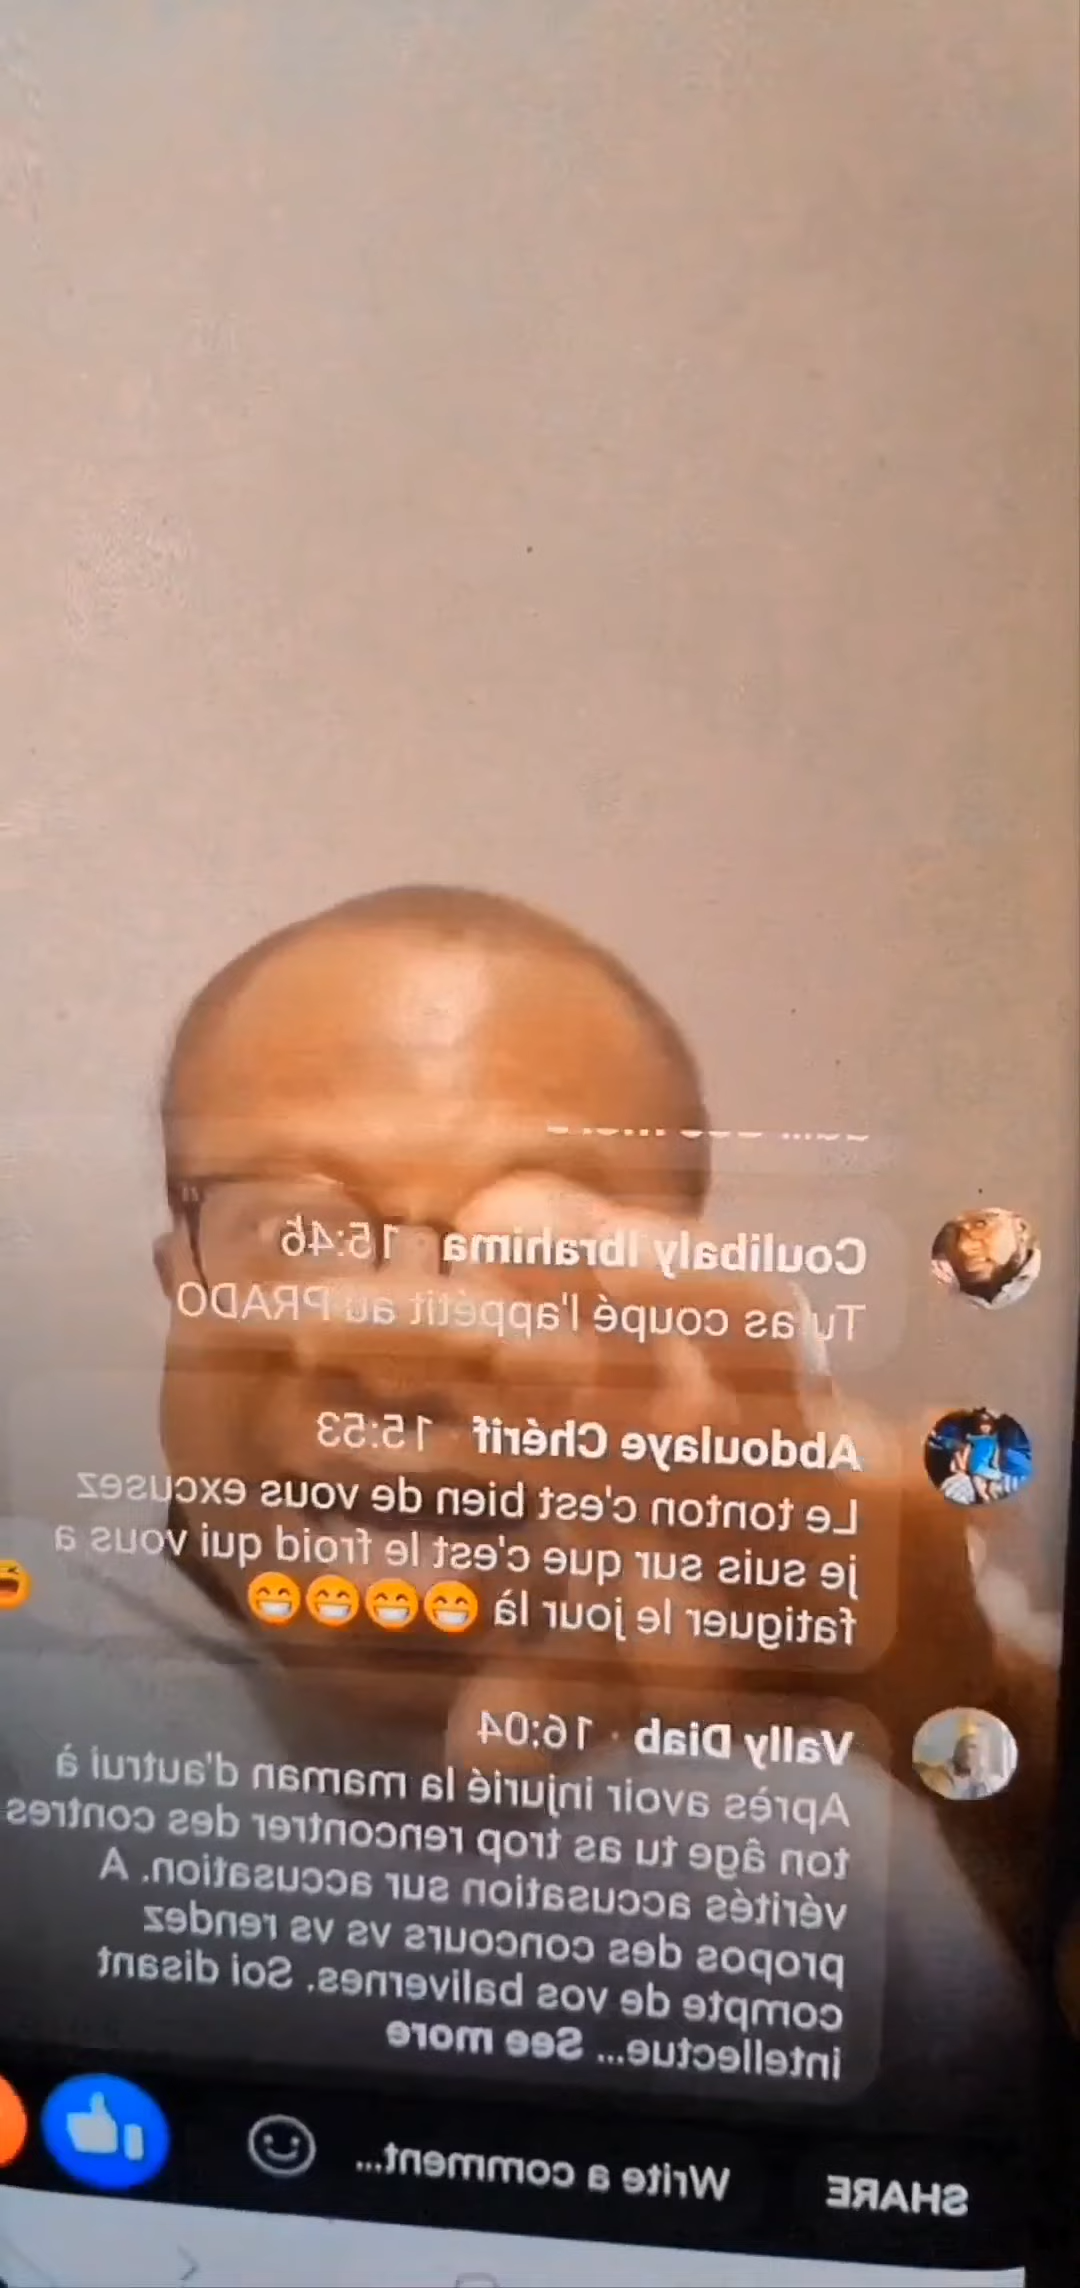 Coulibaly Ibrahima 15:46
Tu as coupé l'appétit au PRADO
Abdoulaye Chérif · 15:53
Le tonton c'est bien de vous excusez
je suis sur que c'est le froid qui vous a
fatiguer le jour là 😁😁😁😁
Vally Diab · 16:04
Après avoir injurié la maman d'autrui à
ton âge tu as trop rencontrer des contres
vérités accussation sur accussation. A
propos des concours vs vs rendez
compte de vos balivernes. Soi disant
intellectue... See more
SHARE Write a comment...